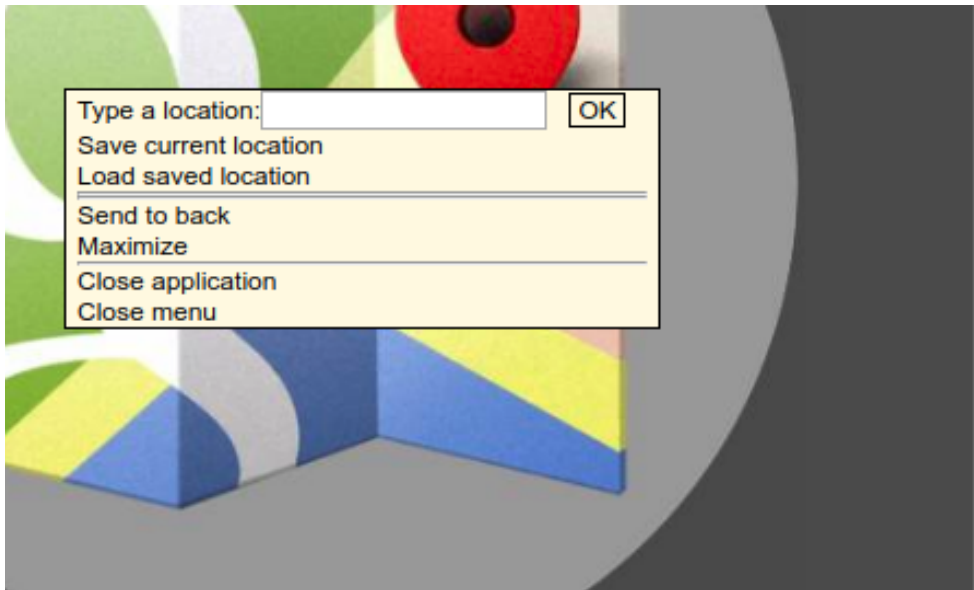 Type a location: OK
Save current location
Load saved location
Send to back
Maximize
Close application
Close menu